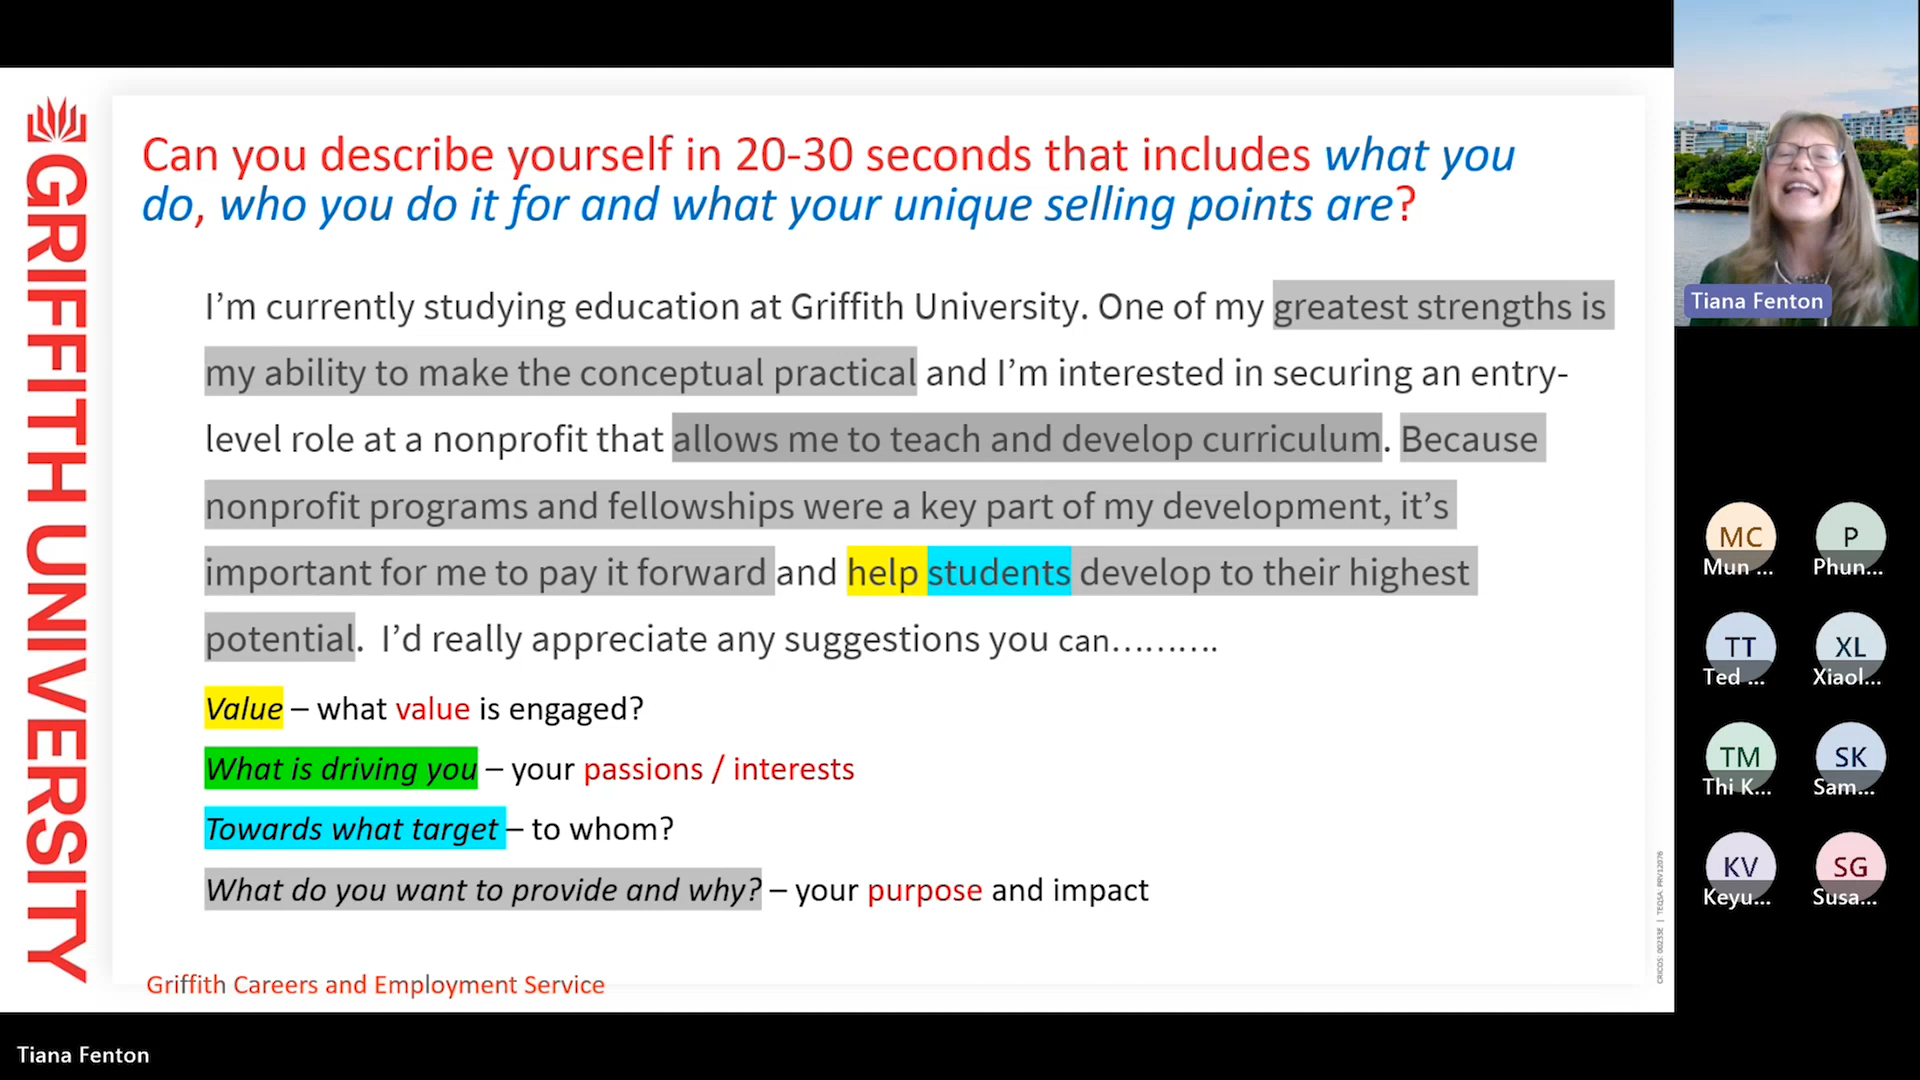 GRIFFITH UNIVERSITY
Can you describe yourself in 20-30 seconds that includes what you
do, who you do it for and what your unique selling points are?
I’m currently studying education at Griffith University. One of my greatest strengths is
my ability to make the conceptual practical and I’m interested in securing an entry-
level role at a nonprofit that allows me to teach and develop curriculum. Because
nonprofit programs and fellowships were a key part of my development, it’s
important for me to pay it forward and help students develop to their highest
potential.  I’d really appreciate any suggestions you can……….
Value – what value is engaged?
What is driving you – your passions / interests
Towards what target – to whom?
What do you want to provide and why? – your purpose and impact
Griffith Careers and Employment Service
CRICOS: 00233E | TEQSA: PRV12076
Tiana Fenton
MC
Mun ...
P
Phun...
TT
Ted ...
XL
Xiaol...
TM
Thi K...
SK
Sam...
KV
Keyu...
SG
Susa...
Tiana Fenton